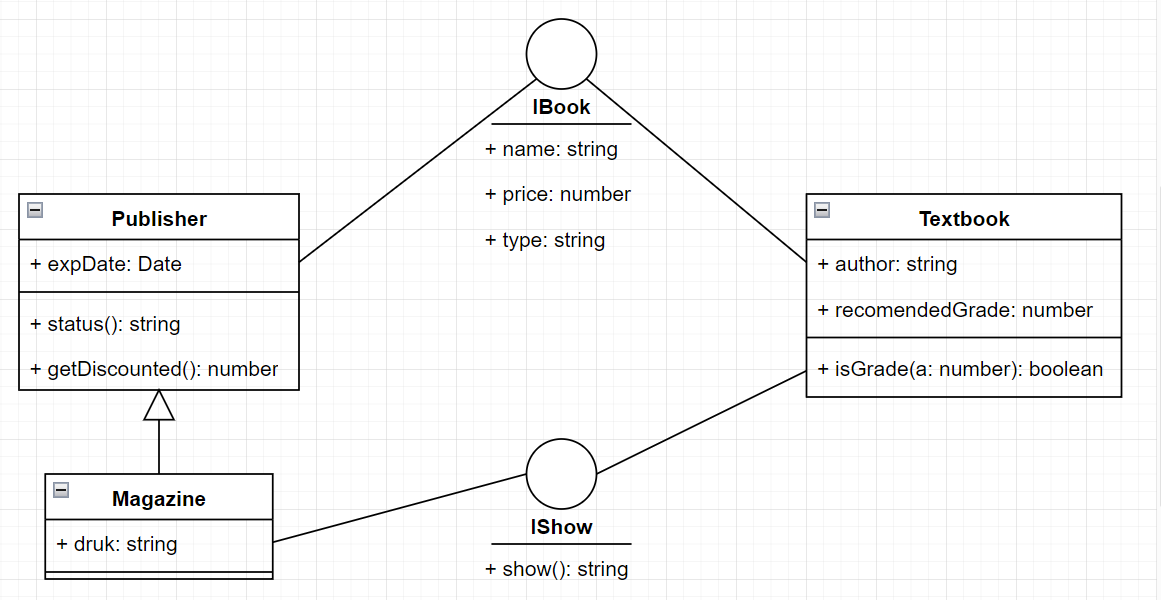 IBook
+ name: string
+ price: number
+ type: string
Publisher
+ expDate: Date
+ status(): string
+ getDiscounted(): number
Textbook
+ author: string
+ recomendedGrade: number
+ isGrade(a: number): boolean
Magazine
+ druk: string
IShow
+ show(): string